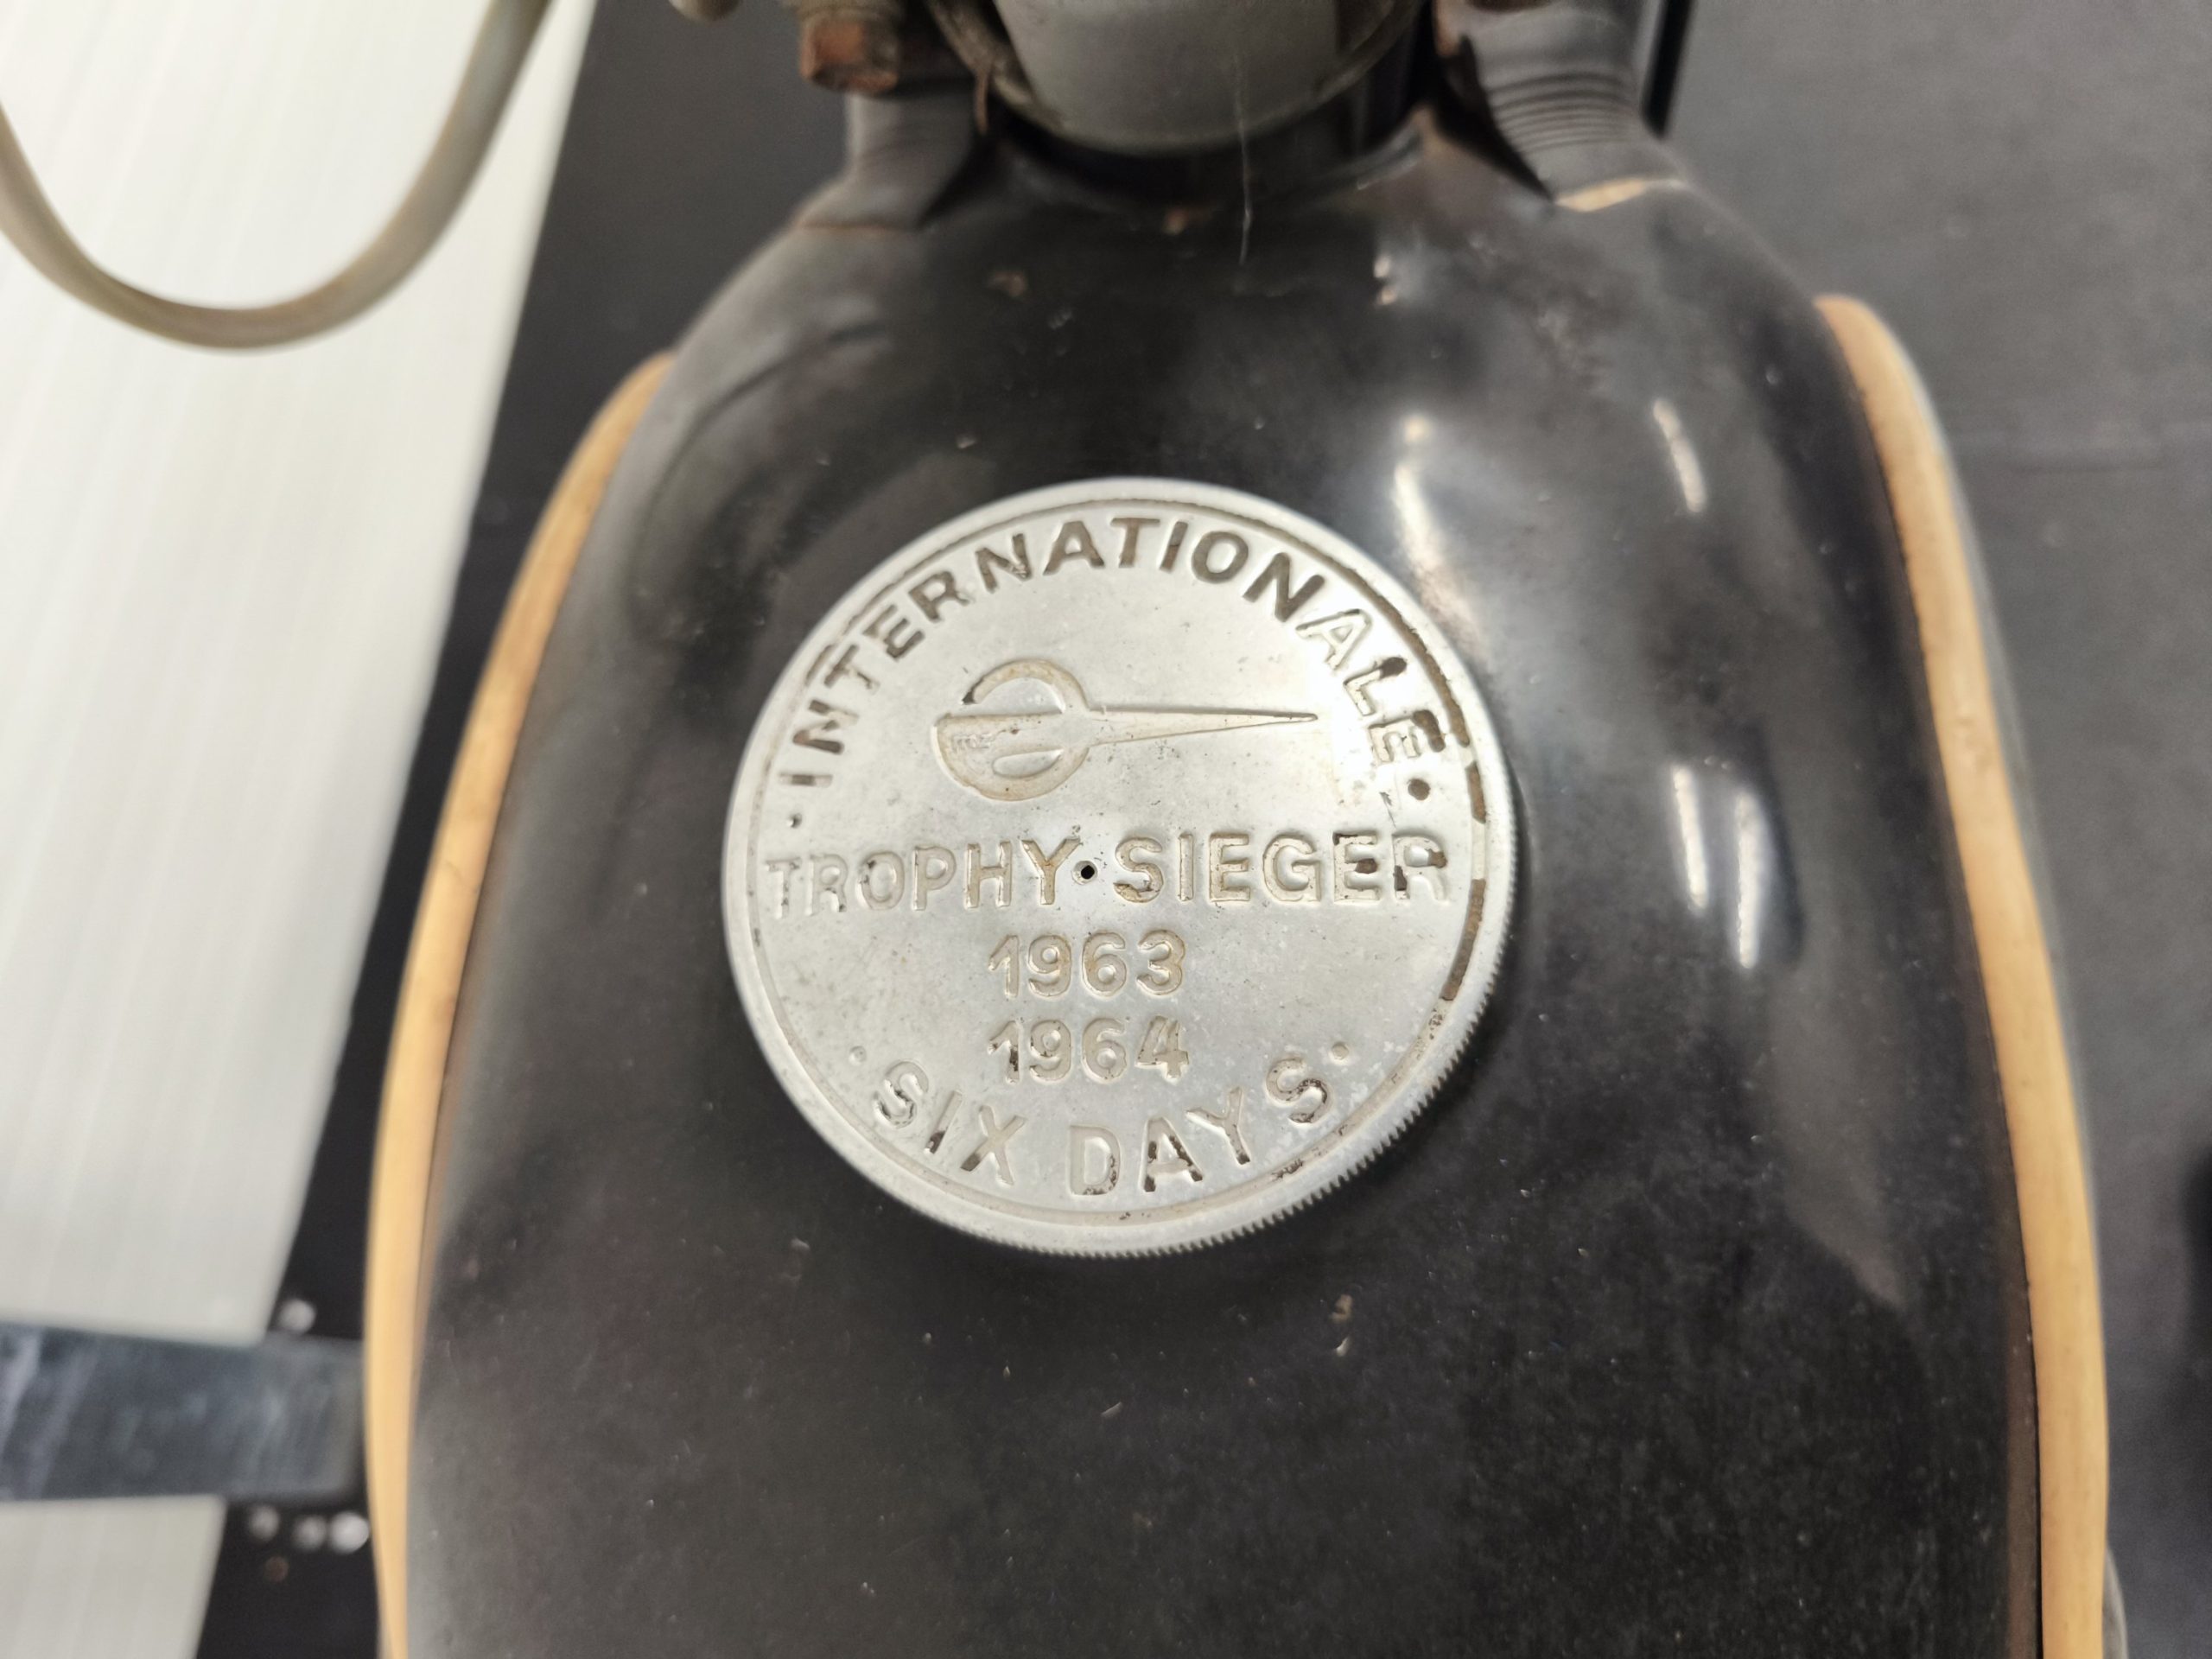 ·INTERNATIONALE·
TROPHY·SIEGER
1963
1964
·SIX DAYS·